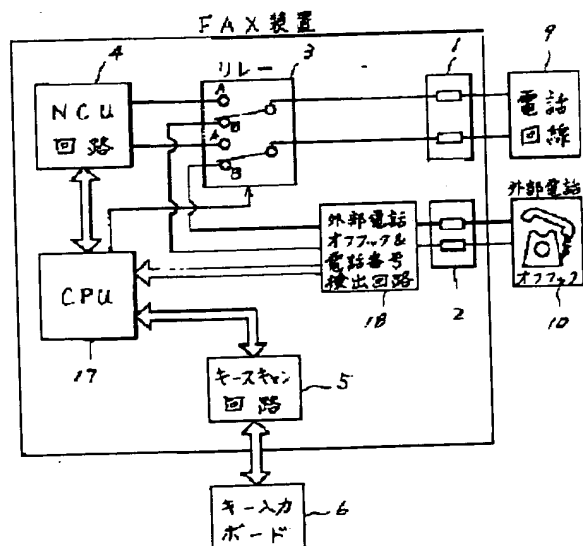 FAX装置
4
リレー
3
1
9
NCU
回路
A
B
A
B
電話
回線
外部電話
外部電話
オフフック&
電話番号
検出回路
18
2
オフフック
10
CPU
17
キースキャン
回路
5
キー入力
ボード
6